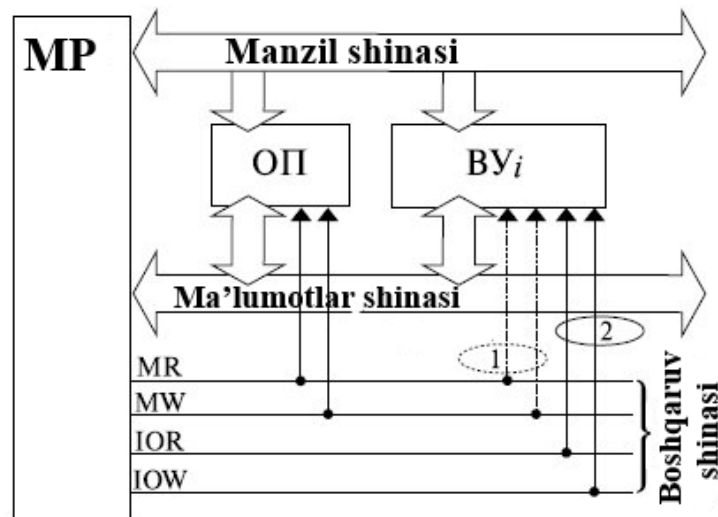 MP
Manzil shinasi
ОП
ВУi
Ma’lumotlar shinasi
1
2
MR
MW
IOR
IOW
Boshqaruv
shinasi